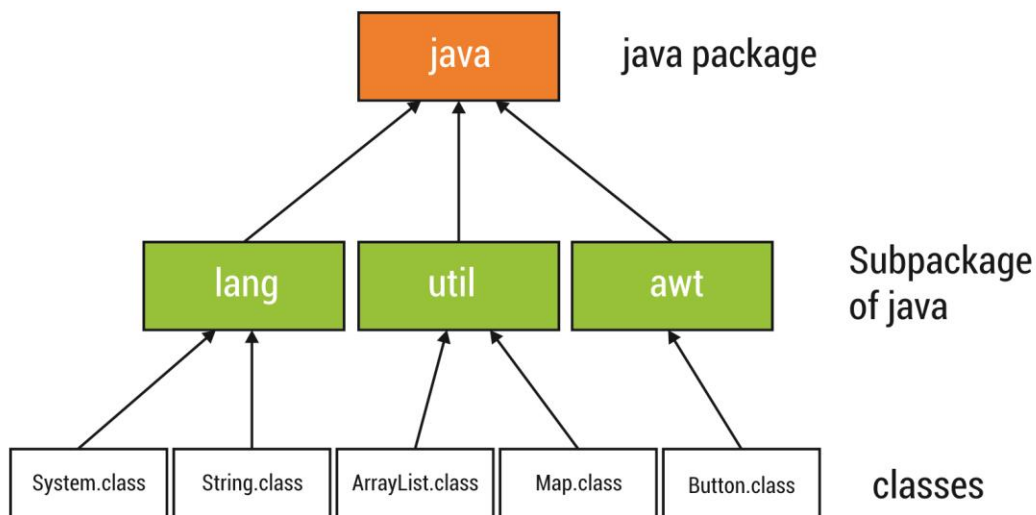 java
java package
lang
util
awt
Subpackage
of java
System.class
String.class
ArrayList.class
Map.class
Button.class
classes